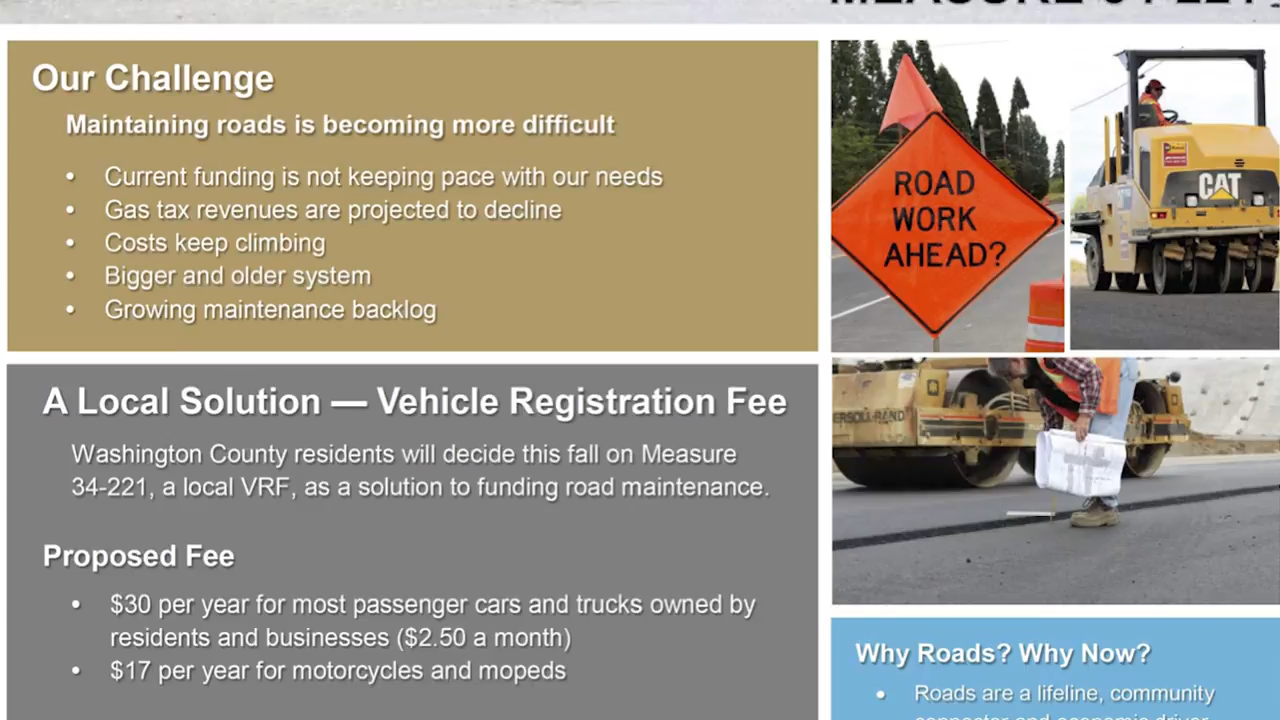 Our Challenge
Maintaining roads is becoming more difficult
• Current funding is not keeping pace with our needs
• Gas tax revenues are projected to decline
• Costs keep climbing
• Bigger and older system
• Growing maintenance backlog
A Local Solution — Vehicle Registration Fee
Washington County residents will decide this fall on Measure
34-221, a local VRF, as a solution to funding road maintenance.
Proposed Fee
• $30 per year for most passenger cars and trucks owned by
residents and businesses ($2.50 a month)
• $17 per year for motorcycles and mopeds
ROAD
WORK
AHEAD?
CAT
Why Roads? Why Now?
• Roads are a lifeline, community